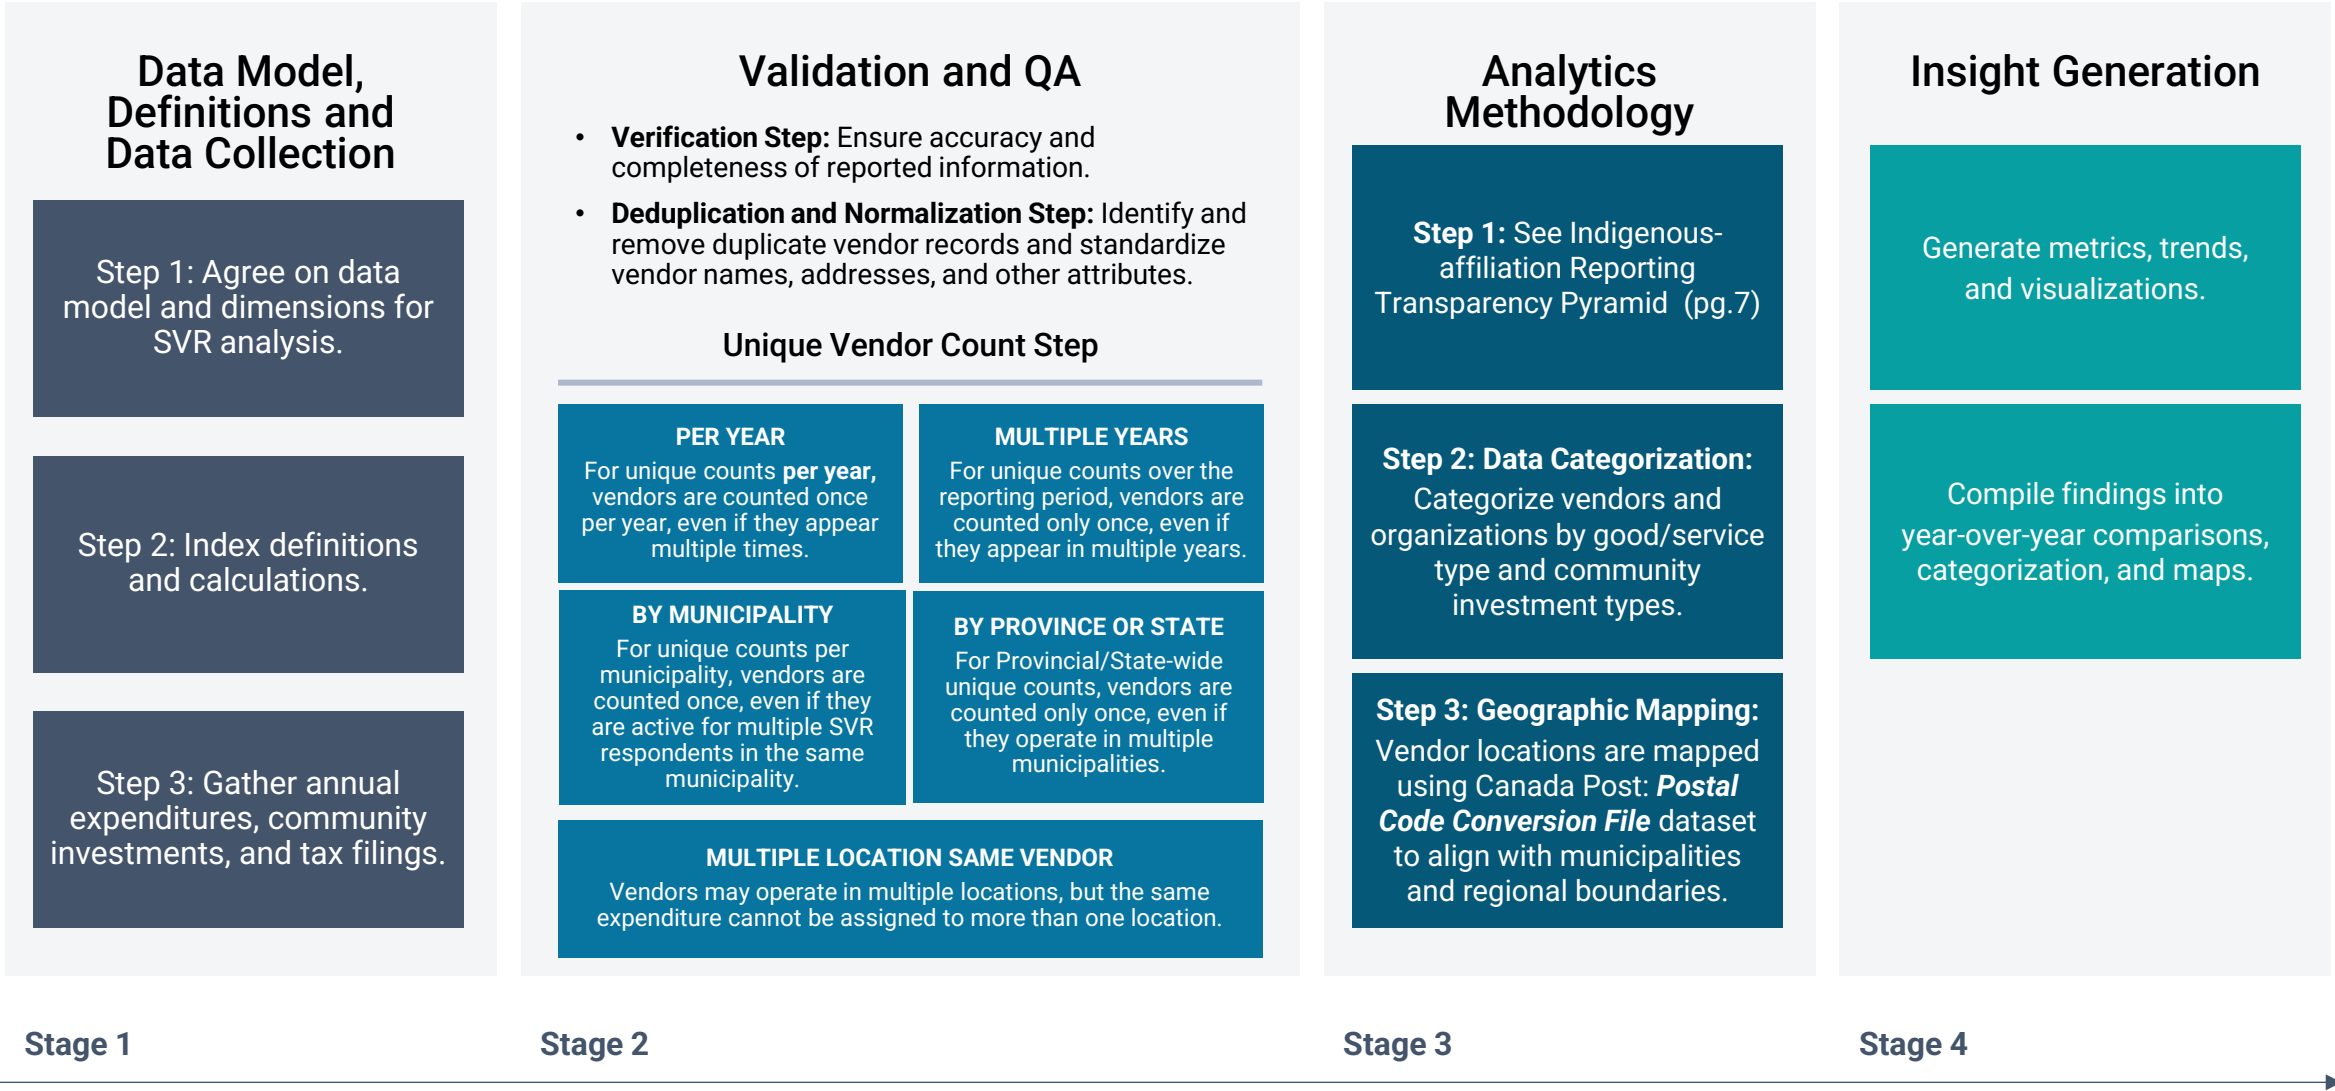 Data Model,
Definitions and
Data Collection
Step 1: Agree on data
model and dimensions for
SVR analysis.
Step 2: Index definitions
and calculations.
Step 3: Gather annual
expenditures, community
investments, and tax filings.
Validation and QA
• Verification Step: Ensure accuracy and
completeness of reported information.
• Deduplication and Normalization Step: Identify and
remove duplicate vendor records and standardize
vendor names, addresses, and other attributes.
Unique Vendor Count Step
PER YEAR
For unique counts per year,
vendors are counted once
per year, even if they appear
multiple times.
MULTIPLE YEARS
For unique counts over the
reporting period, vendors are
counted only once, even if
they appear in multiple years.
BY MUNICIPALITY
For unique counts per
municipality, vendors are
counted once, even if they
are active for multiple SVR
respondents in the same
municipality.
BY PROVINCE OR STATE
For Provincial/State-wide
unique counts, vendors are
counted only once, even if
they operate in multiple
municipalities.
MULTIPLE LOCATION SAME VENDOR
Vendors may operate in multiple locations, but the same
expenditure cannot be assigned to more than one location.
Analytics
Methodology
Step 1: See Indigenous-
affiliation Reporting
Transparency Pyramid (pg.7)
Step 2: Data Categorization:
Categorize vendors and
organizations by good/service
type and community
investment types.
Step 3: Geographic Mapping:
Vendor locations are mapped
using Canada Post: Postal
Code Conversion File dataset
to align with municipalities
and regional boundaries.
Insight Generation
Generate metrics, trends,
and visualizations.
Compile findings into
year-over-year comparisons,
categorization, and maps.
Stage 1
Stage 2
Stage 3
Stage 4